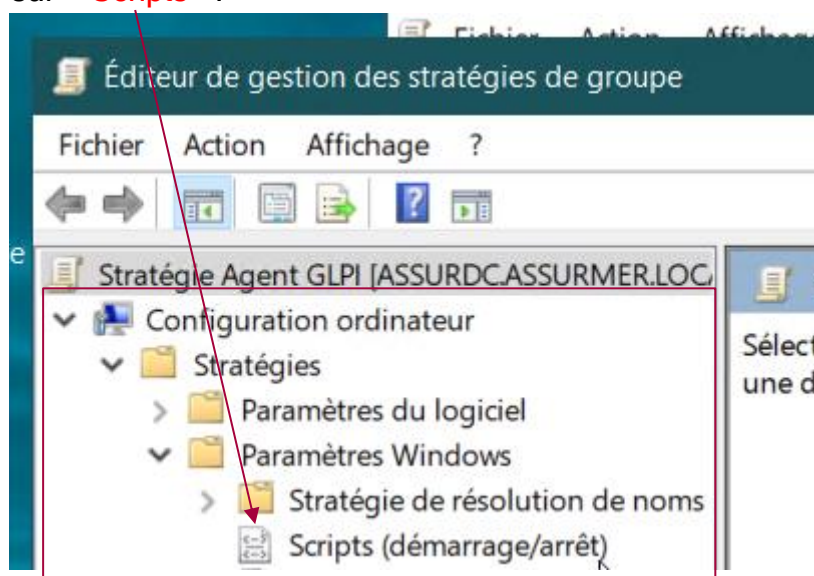 Scripts
Fichier Action Affichage
Éditeur de gestion des stratégies de groupe
Fichier Action Affichage ?
e
Stratégie Agent GLPI [ASSURDC.ASSURMER.LOCA
Configuration ordinateur
Stratégies
Sélect
une d
Paramètres du logiciel
Paramètres Windows
Stratégie de résolution de noms
Scripts (démarrage/arrêt)